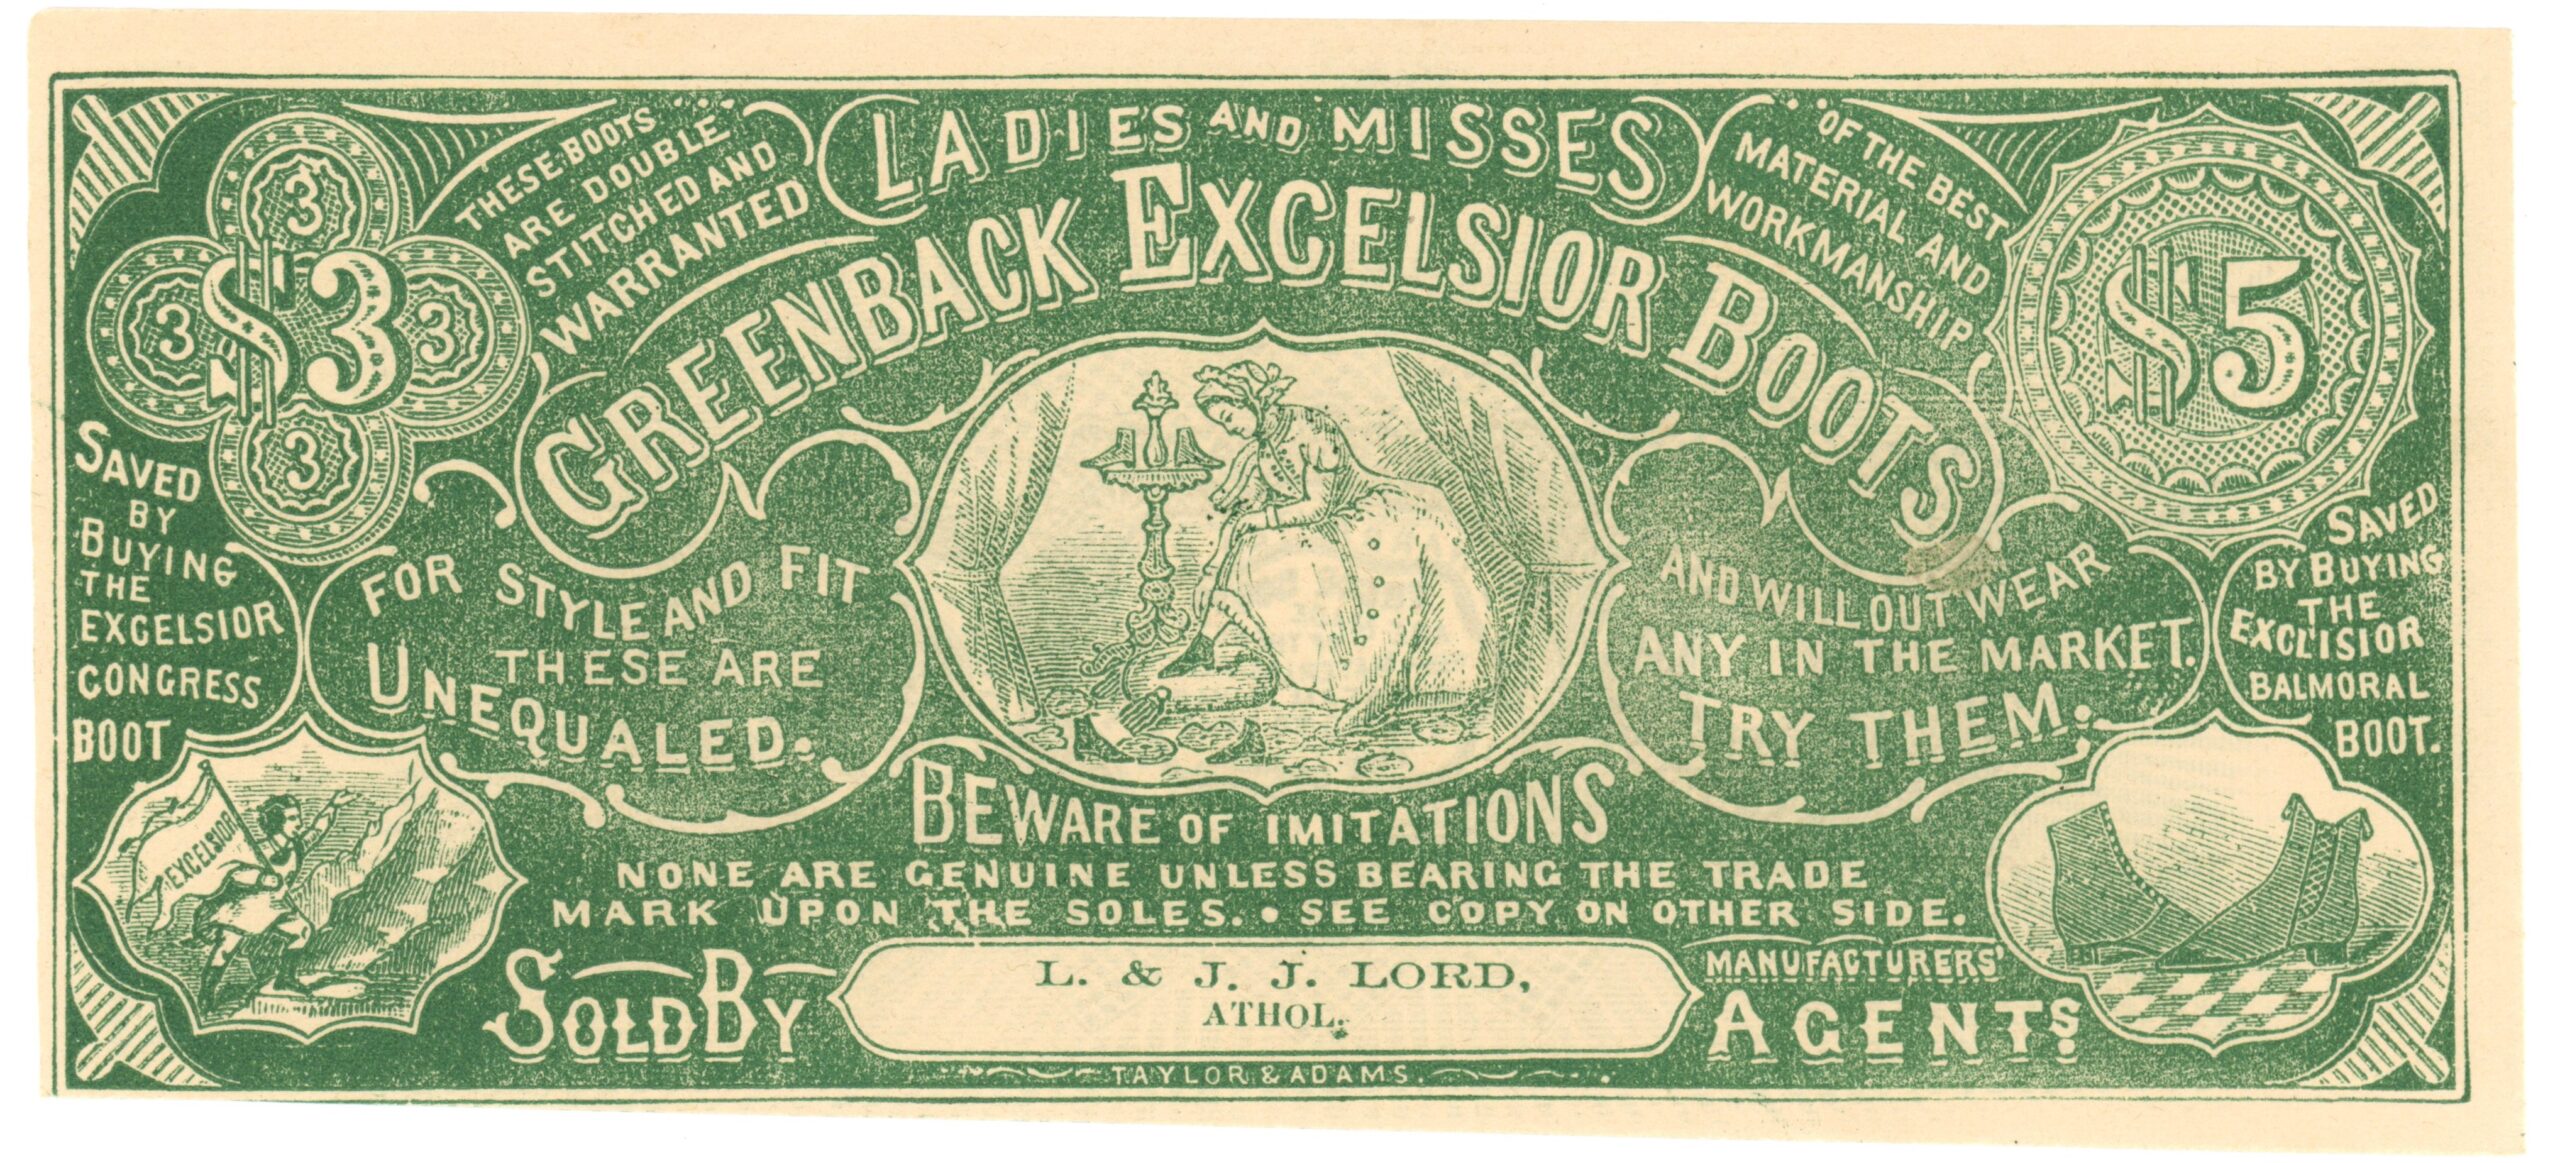 3
3
$3
3
3
SAVED
BY
BUYING
THE
EXCELSIOR
CONGRESS
BOOT
THESE BOOTS
ARE DOUBLE
STITCHED AND
WARRANTED
LADIES AND MISSES
GREENBACK EXCELSIOR BOOTS
OF THE BEST
MATERIAL AND
WORKMANSHIP
$5
SAVED
BY BUYING
THE
EXCLISIOR
BALMORAL
BOOT.
FOR STYLE AND FIT
THESE ARE
UNEQUALED.
AND WILL OUT WEAR
ANY IN THE MARKET.
TRY THEM.
EXCELSIOR
BEWARE OF IMITATIONS
NONE ARE GENUINE UNLESS BEARING THE TRADE
MARK UPON THE SOLES. • SEE COPY ON OTHER SIDE.
SOLD BY
L. & J. J. LORD,
ATHOL.
MANUFACTURERS'
AGENTS.
TAYLOR & ADAMS.